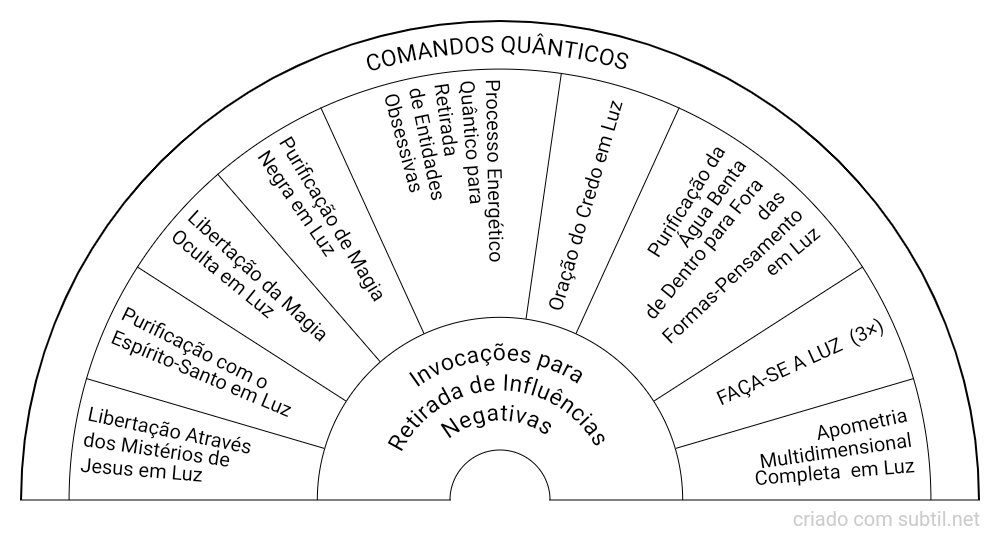 COMANDOS QUÂNTICOS
Libertação Através
dos Mistérios de
Jesus em Luz
Purificação com o
Espírito-Santo em Luz
Libertação da Magia
Oculta em Luz
Purificação de Magia
Negra em Luz
Processo Energético
Quântico para
Retirada
de Entidades
Obsessivas
Oração do Credo em Luz
Purificação da
Água Benta
de Dentro para Fora
das
Formas-Pensamento
em Luz
FAÇA-SE A LUZ (3×)
Apometria
Multidimensional
Completa em Luz
Invocações para
Retirada de Influências
Negativas
criado com subtil.net